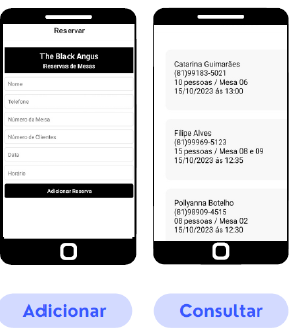 Reservar
The Black Angus
Reservas de Mesas
Nome
Telefone
Número da Mesa
Número de Clientes
Data
Horário
Adicionar Reserva
Catarina Guimarães
(81)99183-5021
10 pessoas / Mesa 06
15/10/2023 ás 13:00
Filipe Alves
(81)99969-5123
15 pessoas / Mesa 08 e 09
15/10/2023 ás 12:35
Pollyanna Botelho
(81)98909-4515
08 pessoas / Mesa 02
15/10/2023 ás 12:30
Adicionar
Consultar